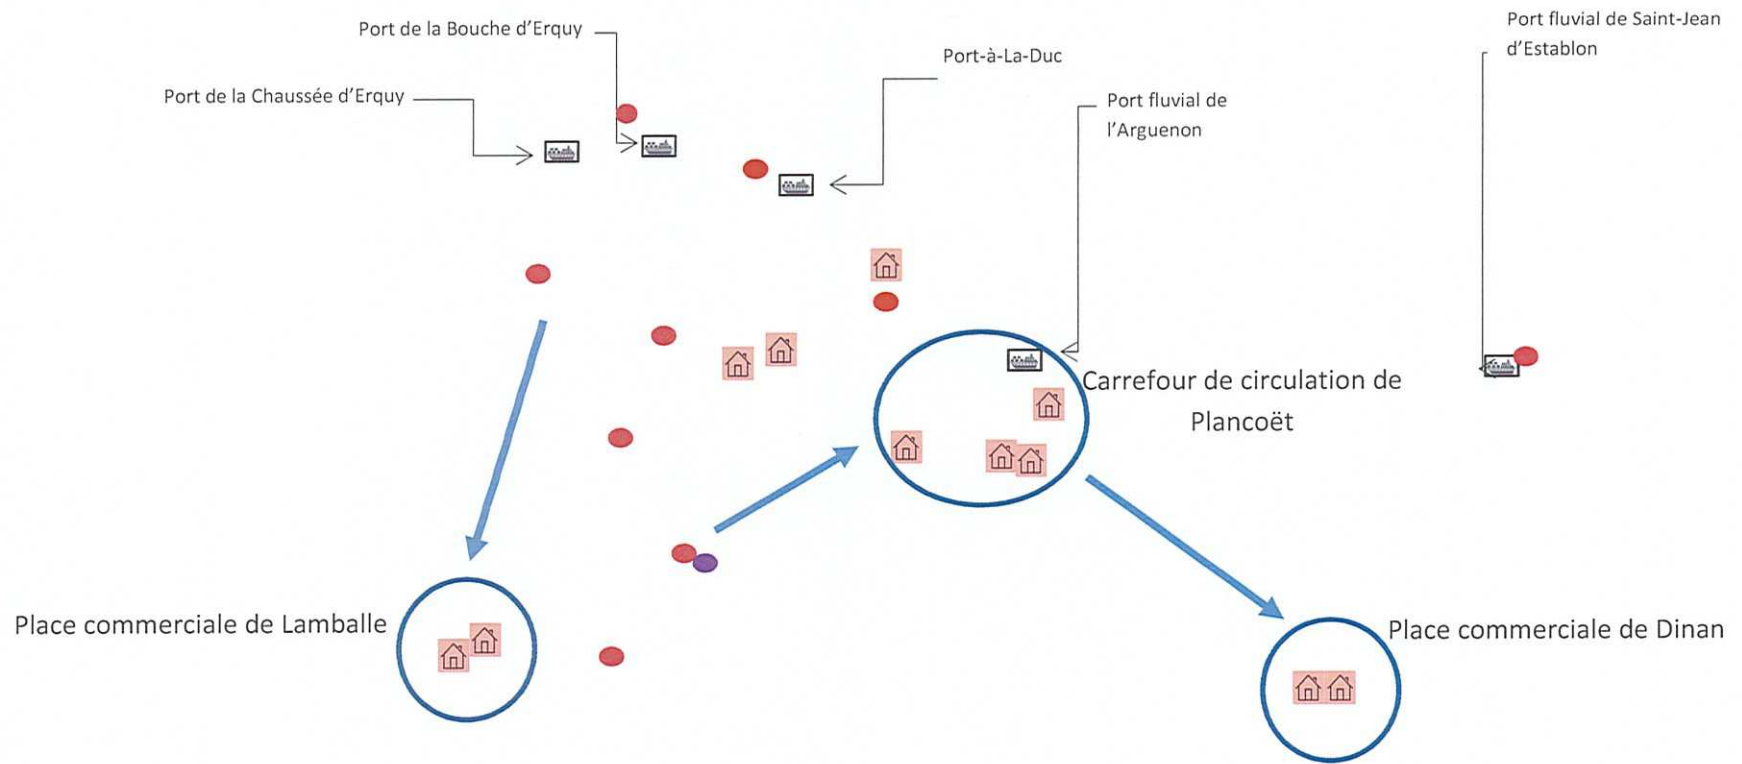 Port de la Bouche d'Erquy
Port fluvial de Saint-Jean
d'Establon
Port-à-La-Duc
Port de la Chaussée d'Erquy
Port fluvial de
l'Arguenon
Carrefour de circulation de
Plancoët
Place commerciale de Lamballe
Place commerciale de Dinan